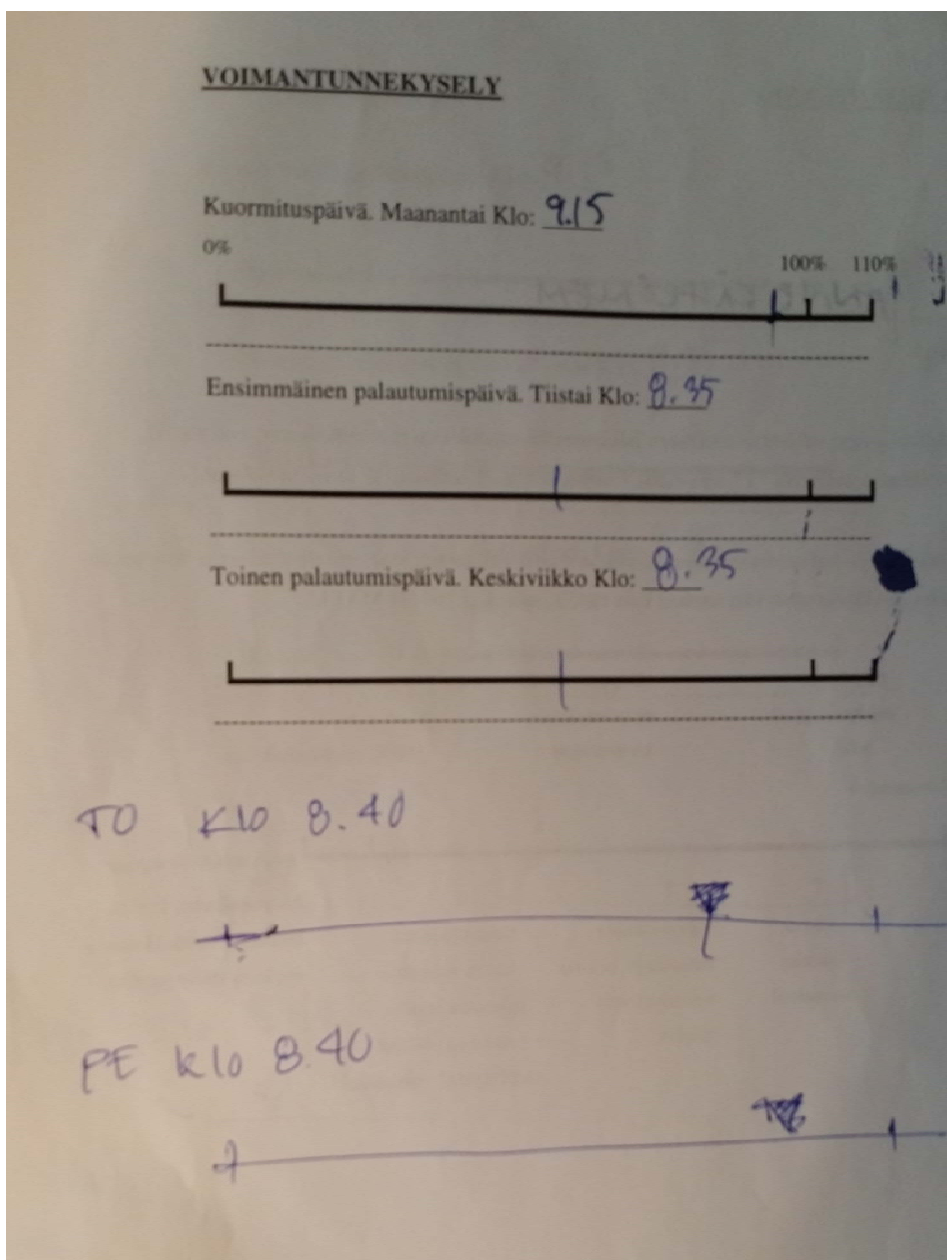 VOIMANTUNNEKYSELY
Kuormituspäivä. Maanantai Klo: 9.15
0%
100% 110%
Ensimmäinen palautumispäivä. Tiistai Klo: 8.35
Toinen palautumispäivä. Keskiviikko Klo: 8.35
TO Klo 8.40
PE klo 8.40